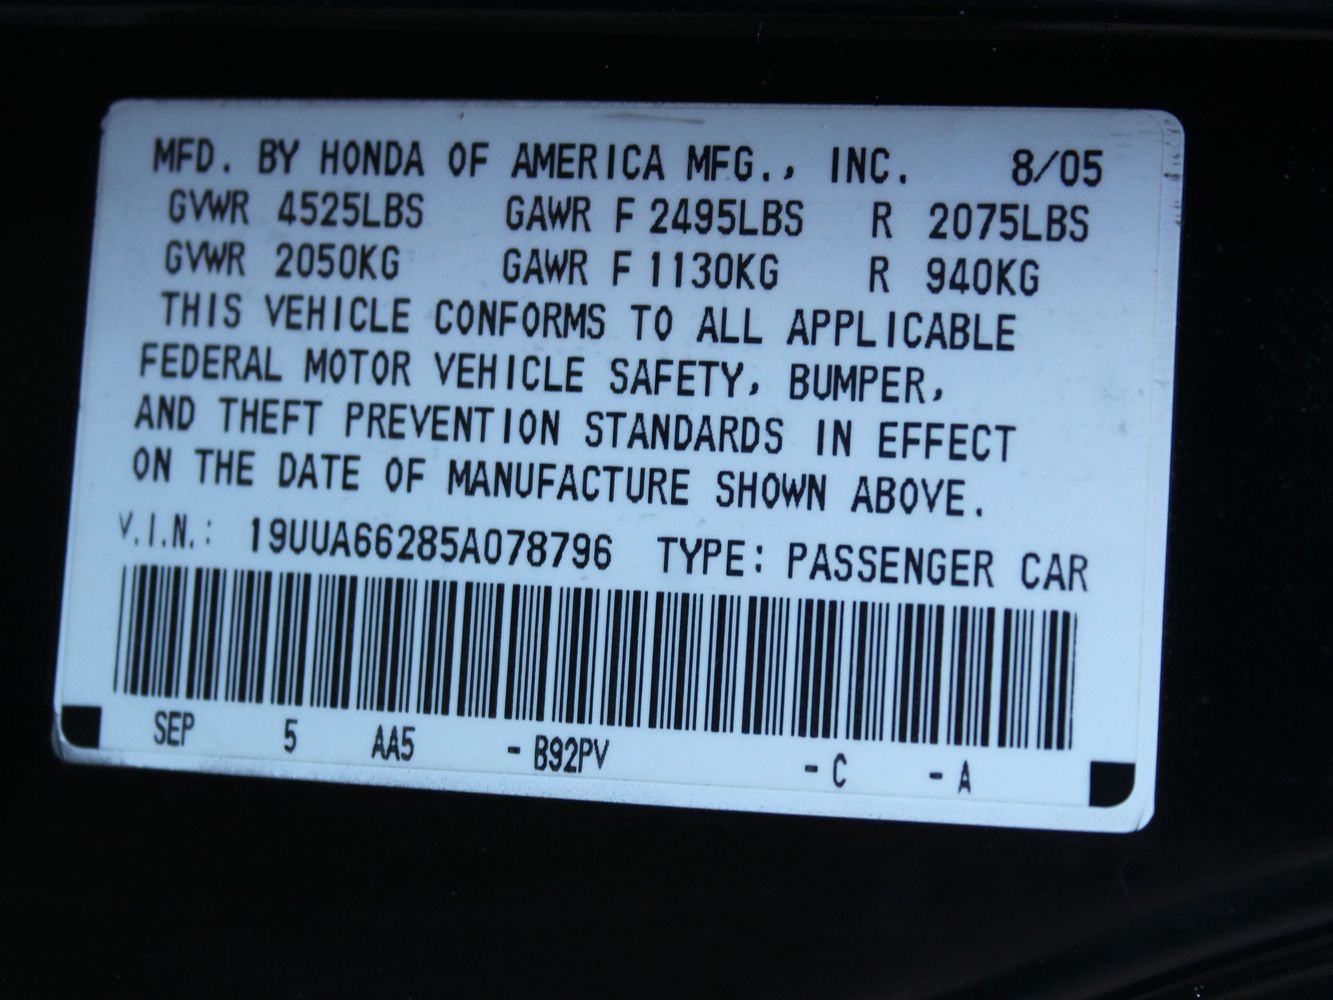 MFD. BY HONDA OF AMERICA MFG., INC. 8/05
GVWR 4525LBS GAWR F 2495LBS R 2075LBS
GVWR 2050KG GAWR F 1130KG R 940KG
THIS VEHICLE CONFORMS TO ALL APPLICABLE
FEDERAL MOTOR VEHICLE SAFETY, BUMPER,
AND THEFT PREVENTION STANDARDS IN EFFECT
ON THE DATE OF MANUFACTURE SHOWN ABOVE.
V.I.N.: 19UUA66285A078796 TYPE: PASSENGER CAR
SEP 5 AA5 - B92PV - C - A